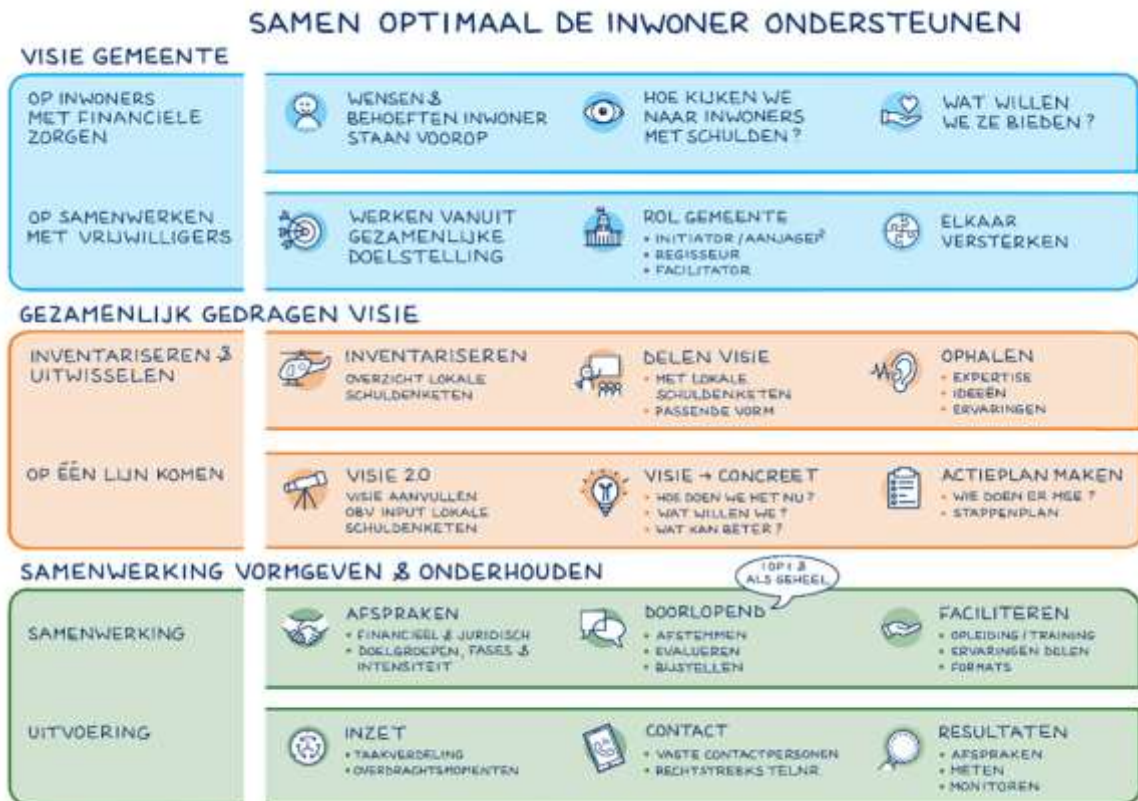 SAMEN OPTIMAAL DE INWONER ONDERSTEUNEN
VISIE GEMEENTE
OP INWONERS
MET FINANCIËLE
ZORGEN
WENSEN &
BEHOEFTEN INWONER
STAAN VOOROP
HOE KIJKEN WE
NAAR INWONERS
MET SCHULDEN?
WAT WILLEN
WE ZE BIEDEN?
OP SAMENWERKEN
MET VRIJWILLIGERS
WERKEN VANUIT
GEZAMENLIJKE
DOELSTELLING
ROL GEMEENTE
• INITIATOR / AANJAGER
• REGISSEUR
• FACILITATOR
ELKAAR
VERSTERKEN
GEZAMENLIJK GEDRAGEN VISIE
INVENTARISEREN &
UITWISSELEN
INVENTARISEREN
OVERZICHT LOKALE
SCHULDENKETEN
DELEN VISIE
• MET LOKALE
SCHULDENKETEN
• PASSENDE VORM
OPHALEN
• EXPERTISE
• IDEEËN
• ERVARINGEN
OP ÉÉN LIJN KOMEN
VISIE 2.0
VISIE AANVULLEN
OBV INPUT LOKALE
SCHULDENKETEN
VISIE → CONCREET
• HOE DOEN WE HET NU?
• WAT WILLEN WE?
• WAT KAN BETER?
ACTIEPLAN MAKEN
• WIE DOEN ER MEE?
• STAPPENPLAN
SAMENWERKING VORMGEVEN & ONDERHOUDEN
1 OP 1 &
ALS GEHEEL
SAMENWERKING
AFSPRAKEN
• FINANCIEEL & JURIDISCH
• DOELGROEPEN, FASES &
INTENSITEIT
DOORLOPEND
• AFSTEMMEN
• EVALUEREN
• BIJSTELLEN
FACILITEREN
• OPLEIDING / TRAINING
• ERVARINGEN DELEN
• FORMATS
UITVOERING
INZET
• TAAKVERDELING
• OVERDRACHTSMOMENTEN
CONTACT
• VASTE CONTACTPERSONEN
• RECHTSTREEKS TELNR.
RESULTATEN
• AFSPRAKEN
• METEN
• MONITOREN